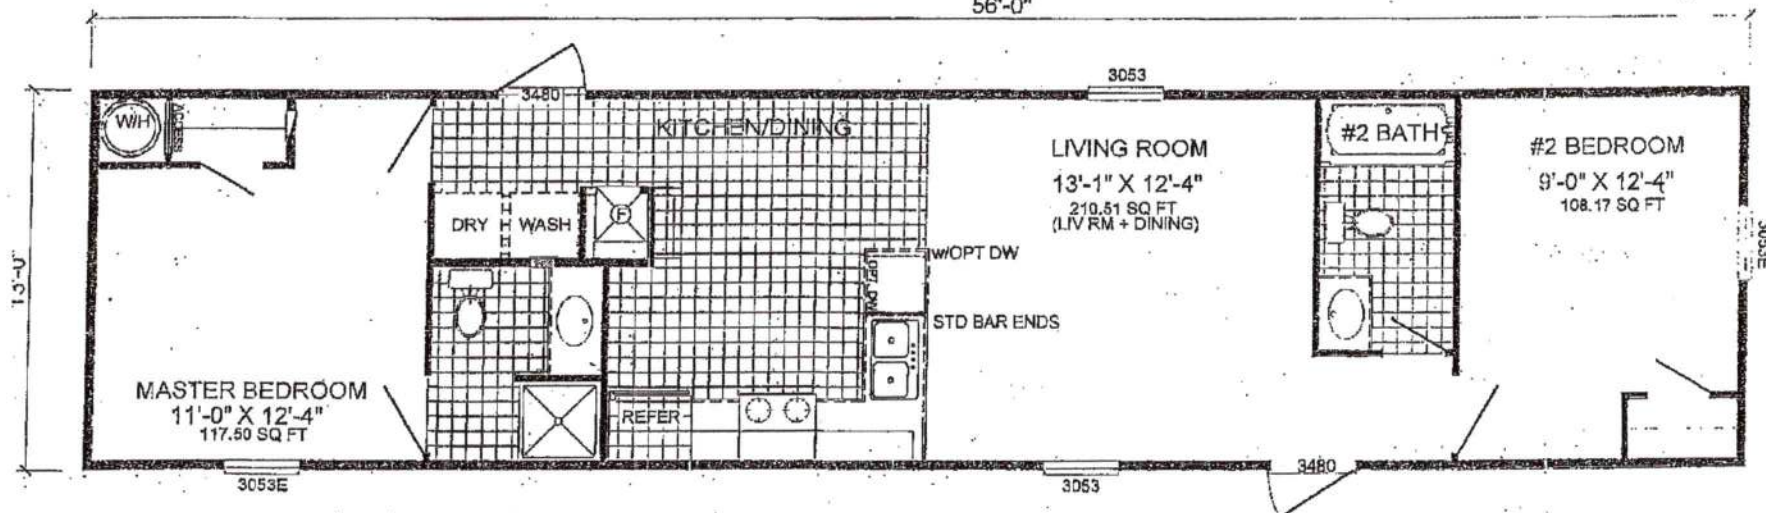 56'-0"
13'-0"
3480
3053
W/H
ACCESS
KITCHEN/DINING
LIVING ROOM
13'-1" X 12'-4"
210.51 SQ FT
(LIV RM + DINING)
#2 BATH
#2 BEDROOM
9'-0" X 12'-4"
108.17 SQ FT
3053E
DRY
WASH
F
w/OPT DW
OPT. DW
STD BAR ENDS
MASTER BEDROOM
11'-0" X 12'-4"
117.50 SQ FT
REFER
3053E
3053
3480